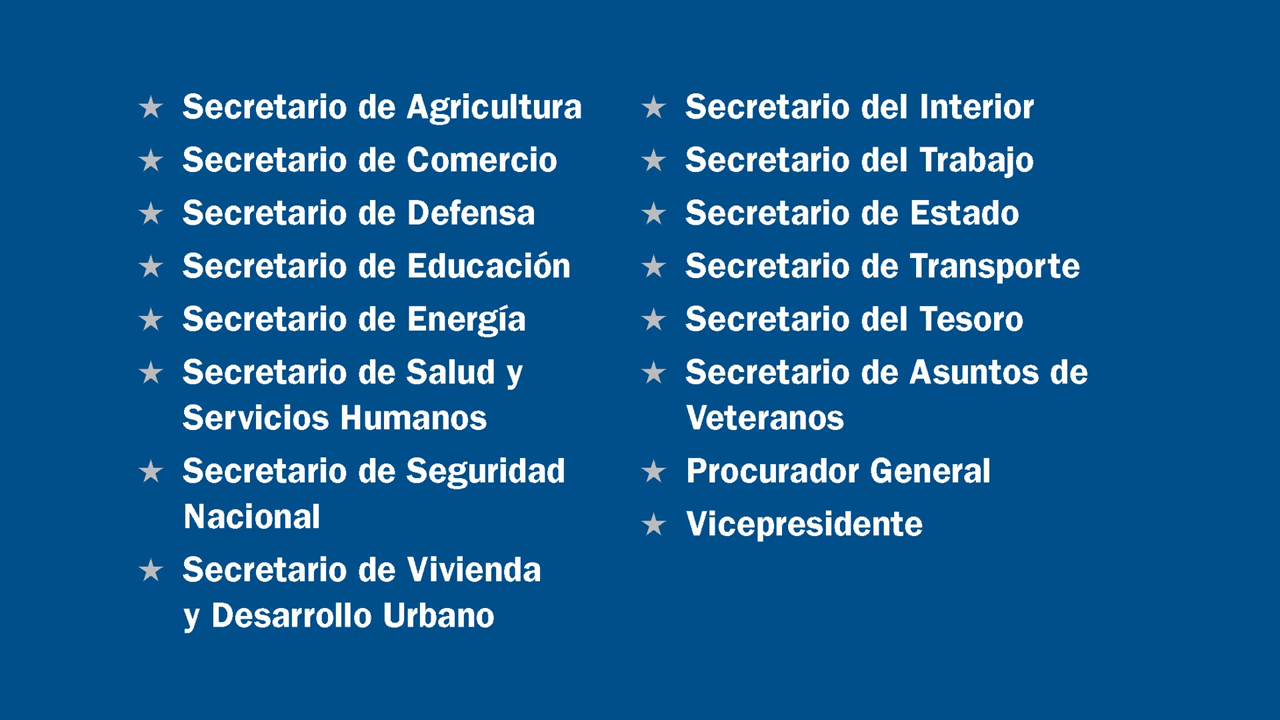 ★ Secretario de Agricultura
★ Secretario de Comercio
★ Secretario de Defensa
★ Secretario de Educación
★ Secretario de Energía
★ Secretario de Salud y
Servicios Humanos
★ Secretario de Seguridad
Nacional
★ Secretario de Vivienda
y Desarrollo Urbano
★ Secretario del Interior
★ Secretario del Trabajo
★ Secretario de Estado
★ Secretario de Transporte
★ Secretario del Tesoro
★ Secretario de Asuntos de
Veteranos
★ Procurador General
★ Vicepresidente